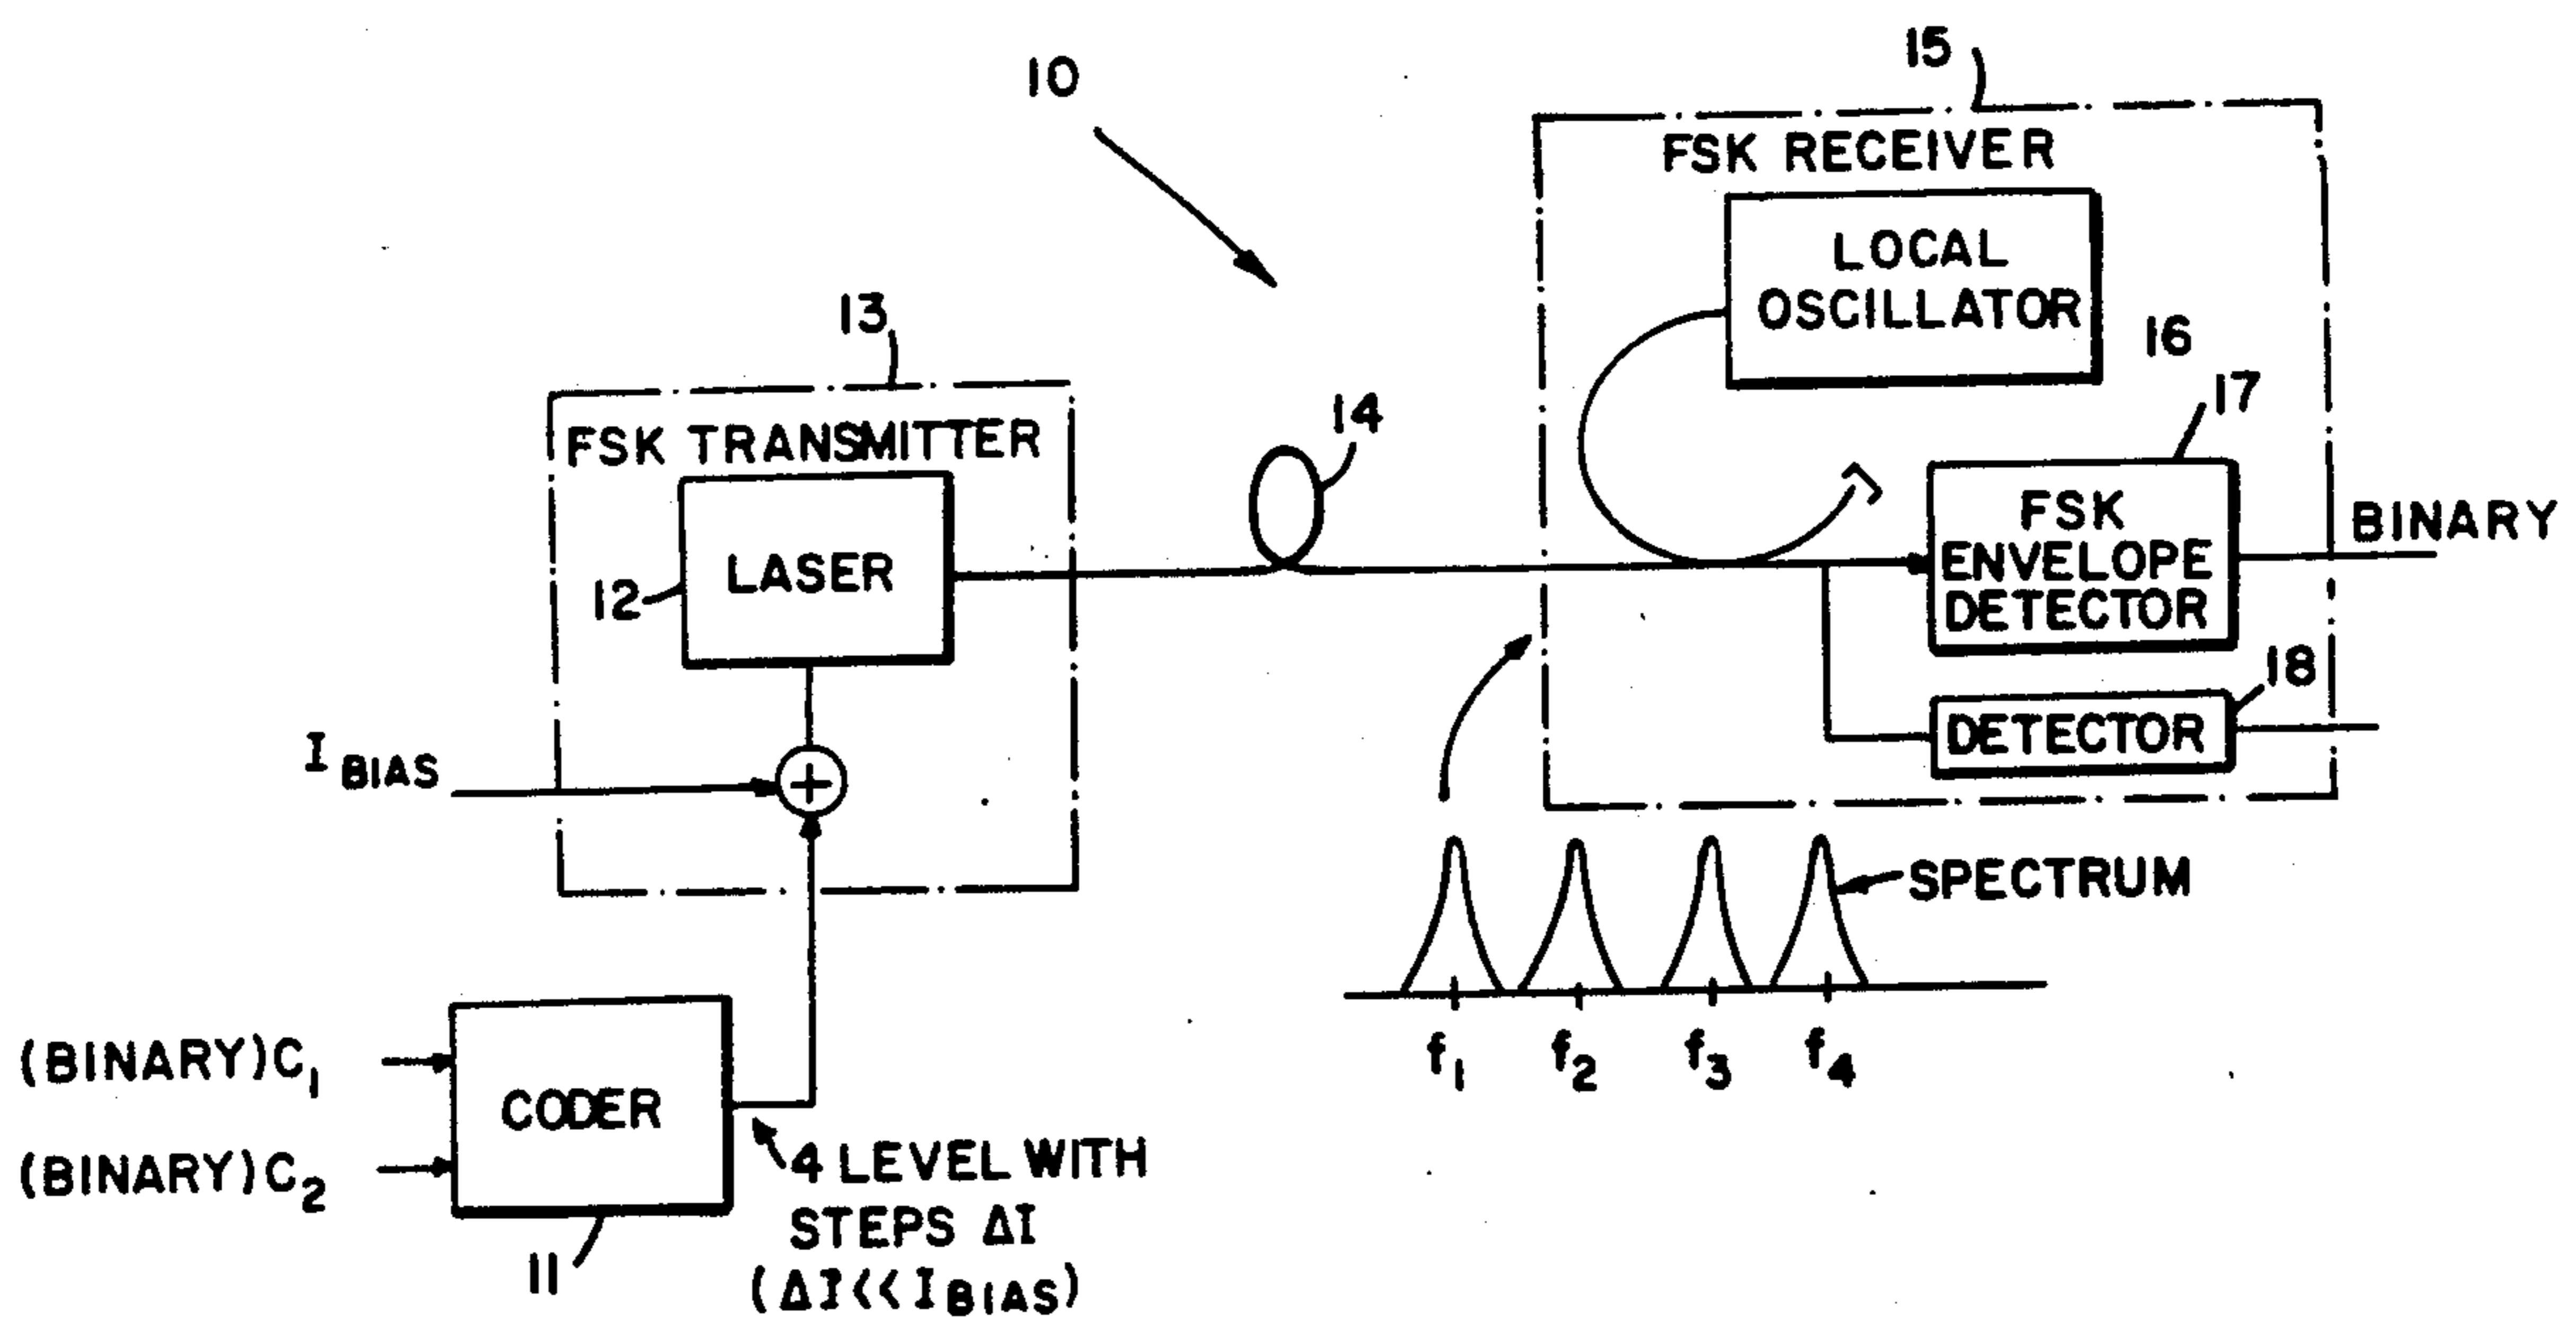 10
15
FSK RECEIVER
LOCAL
OSCILLATOR
16
13
FSK TRANSMITTER
LASER
12
14
17
FSK
ENVELOPE
DETECTOR
BINARY
18
DETECTOR
I BIAS
+
SPECTRUM
f1 f2 f3 f4
(BINARY)C1
(BINARY)C2
CODER
11
4 LEVEL WITH
STEPS ΔI
(ΔI<<I BIAS)